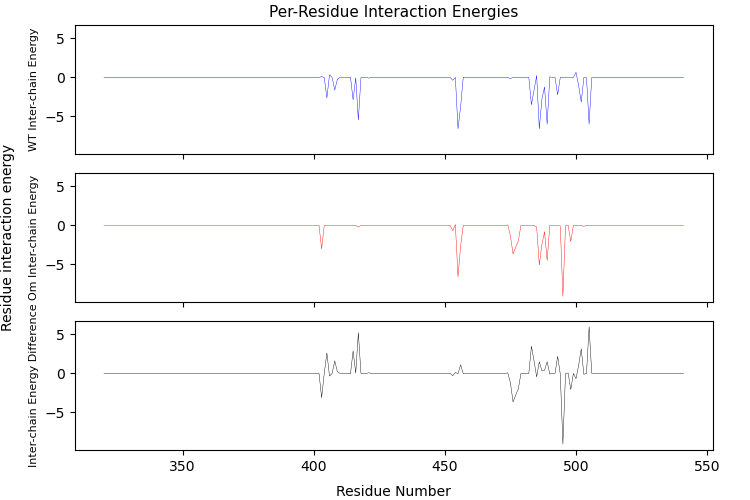 Per-Residue Interaction Energies
Residue interaction energy
WT Inter-chain Energy
5
0
−5
Om Inter-chain Energy
5
0
−5
Inter-chain Energy Difference
5
0
−5
350
400
450
500
550
Residue Number